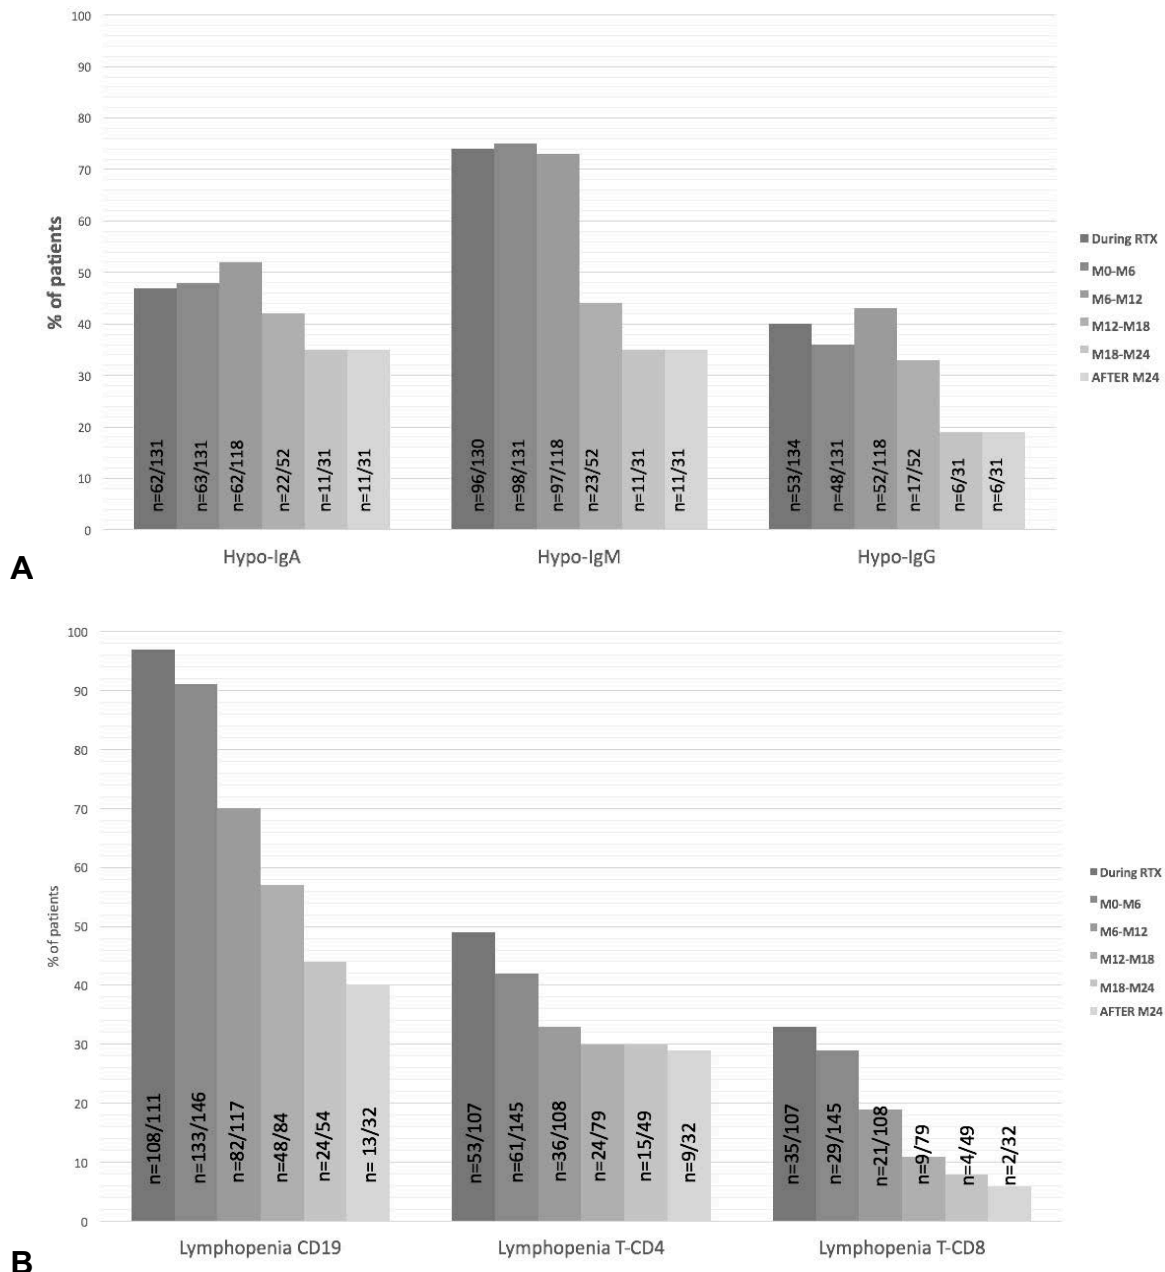 100
90
80
70
60
50
40
30
20
10
0
% of patients
n=62/131
n=63/131
n=62/118
n=22/52
n=11/31
n=11/31
n=96/130
n=98/131
n=97/118
n=23/52
n=11/31
n=11/31
n=53/134
n=48/131
n=52/118
n=17/52
n=6/31
n=6/31
Hypo-IgA
Hypo-IgM
Hypo-IgG
During RTX
M0-M6
M6-M12
M12-M18
M18-M24
AFTER M24
A
100
90
80
70
60
50
40
30
20
10
0
% of patients
n=108/111
n=133/146
n=82/117
n=48/84
n=24/54
n= 13/32
n=53/107
n=61/145
n=36/108
n=24/79
n=15/49
n=9/32
n=35/107
n=29/145
n=21/108
n=9/79
n=4/49
n=2/32
Lymphopenia CD19
Lymphopenia T-CD4
Lymphopenia T-CD8
During RTX
M0-M6
M6-M12
M12-M18
M18-M24
AFTER M24
B